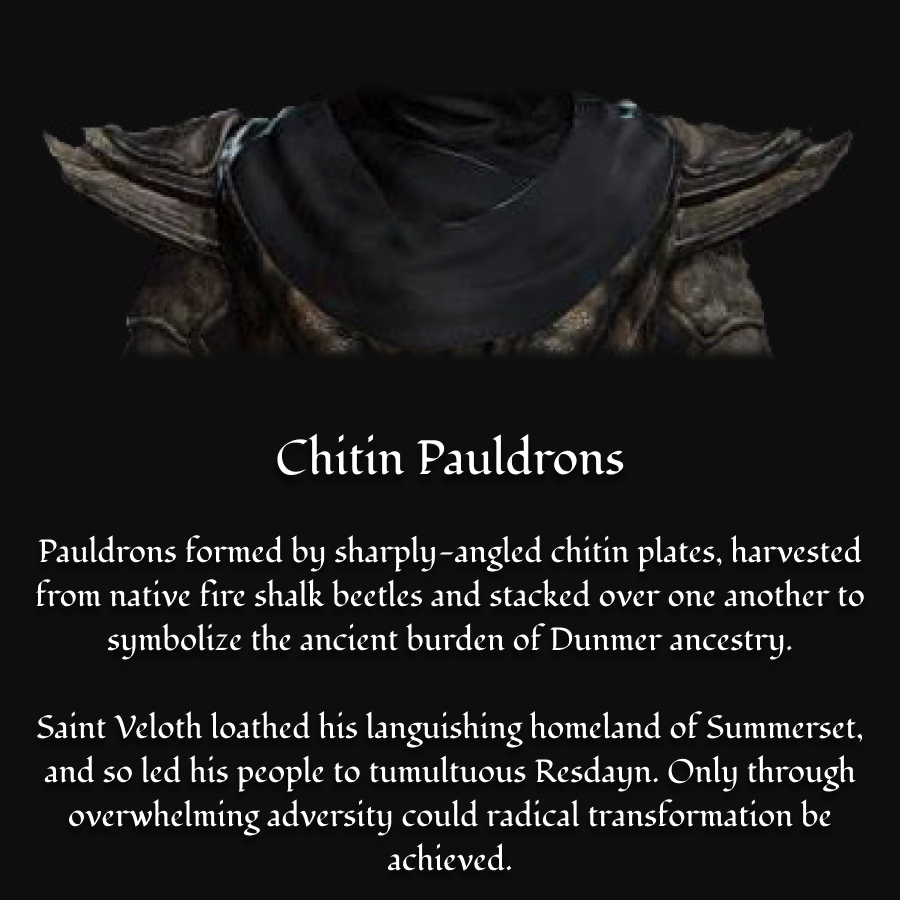 Chitin Pauldrons
Pauldrons formed by sharply-angled chitin plates, harvested
from native fire shalk beetles and stacked over one another to
symbolize the ancient burden of Dunmer ancestry.
Saint Veloth loathed his languishing homeland of Summerset,
and so led his people to tumultuous Resdayn. Only through
overwhelming adversity could radical transformation be
achieved.